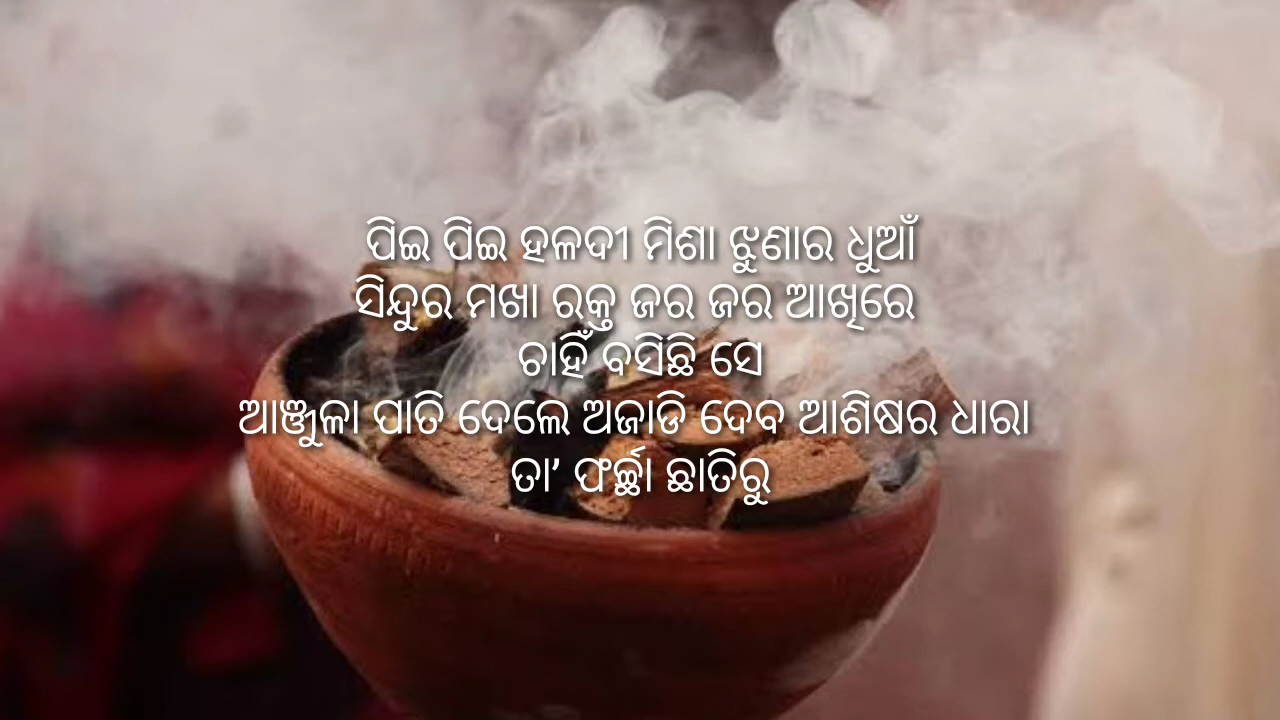 ପିଇ ପିଇ ହଳଦୀ ମିଶା ଝୁଣାର ଧୁଆଁ
ସିନ୍ଦୁର ମଖା ରକ୍ତ ଜର ଜର ଆଖିରେ
ଚାହିଁ ବସିଛି ସେ
ଆଞ୍ଜୁଳା ପାତି ଦେଲେ ଅଜାଡି ଦେବ ଆଶିଷର ଧାରା
ତା’ ଫର୍ଚ୍ଛା ଛାତିରୁ